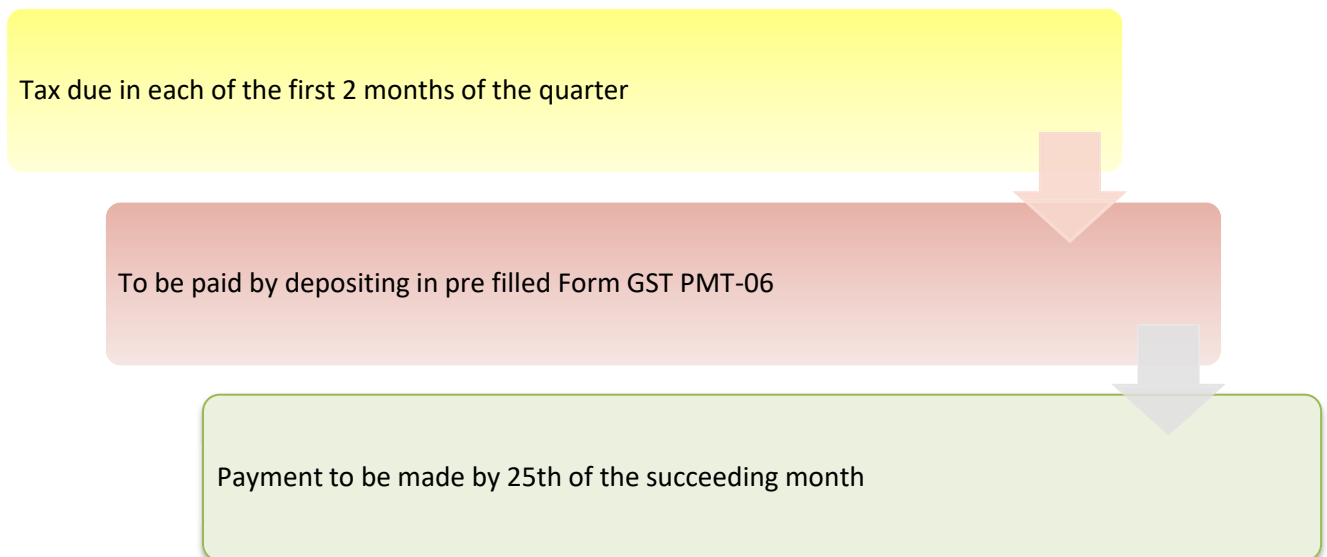 Tax due in each of the first 2 months of the quarter
To be paid by depositing in pre filled Form GST PMT-06
Payment to be made by 25th of the succeeding month